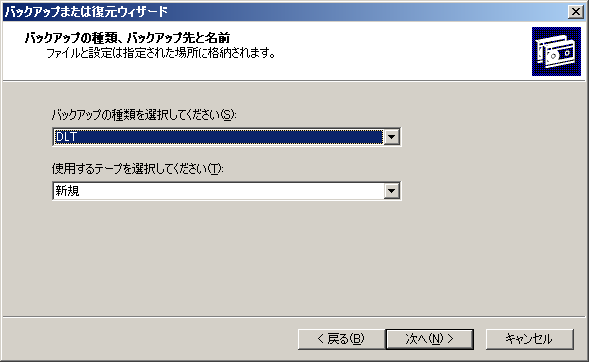 バックアップまたは復元ウィザード
バックアップの種類、バックアップ先と名前
ファイルと設定は指定された場所に格納されます。
バックアップの種類を選択してください(S):
DLT
使用するテープを選択してください(T):
新規
< 戻る(B)
次へ(N) >
キャンセル